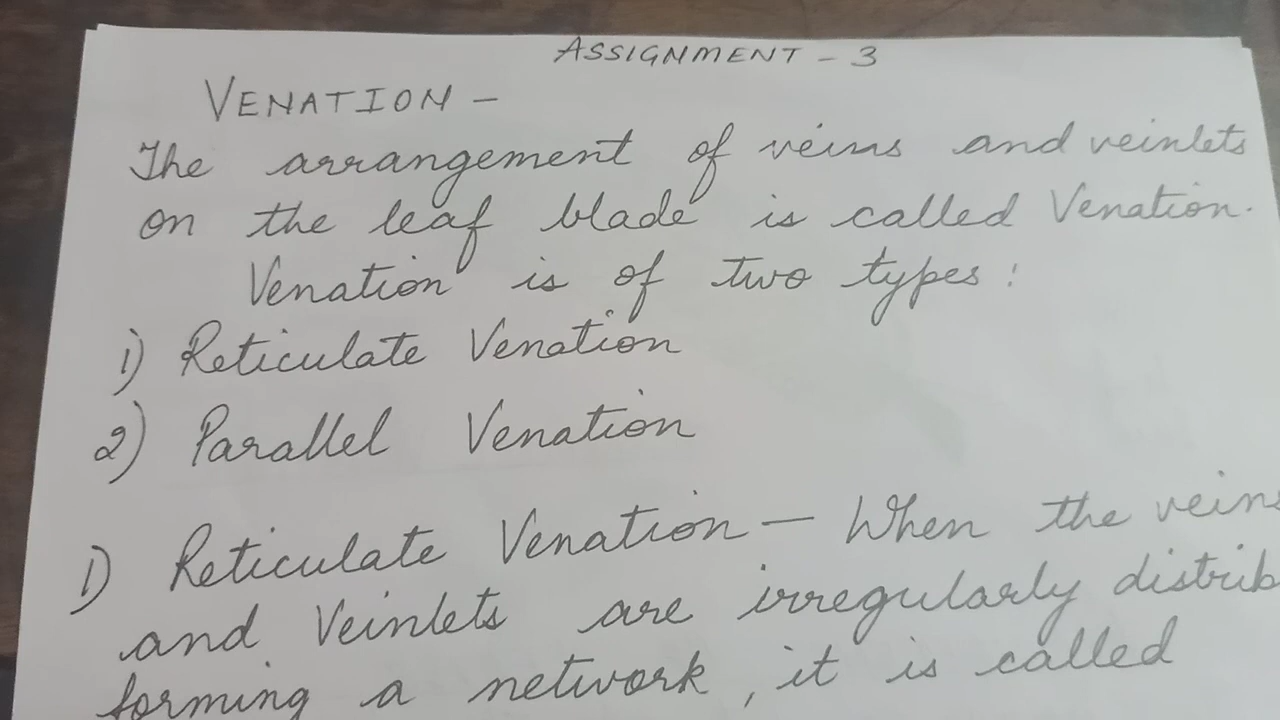 ASSIGNMENT - 3
VENATION -
The arrangement of veins and veinlets
on the leaf blade is called Venation.
Venation is of two types :
1) Reticulate Venation
2) Parallel Venation
1) Reticulate Venation — When the veins
and Veinlets are irregularly distrib
forming a network, it is called